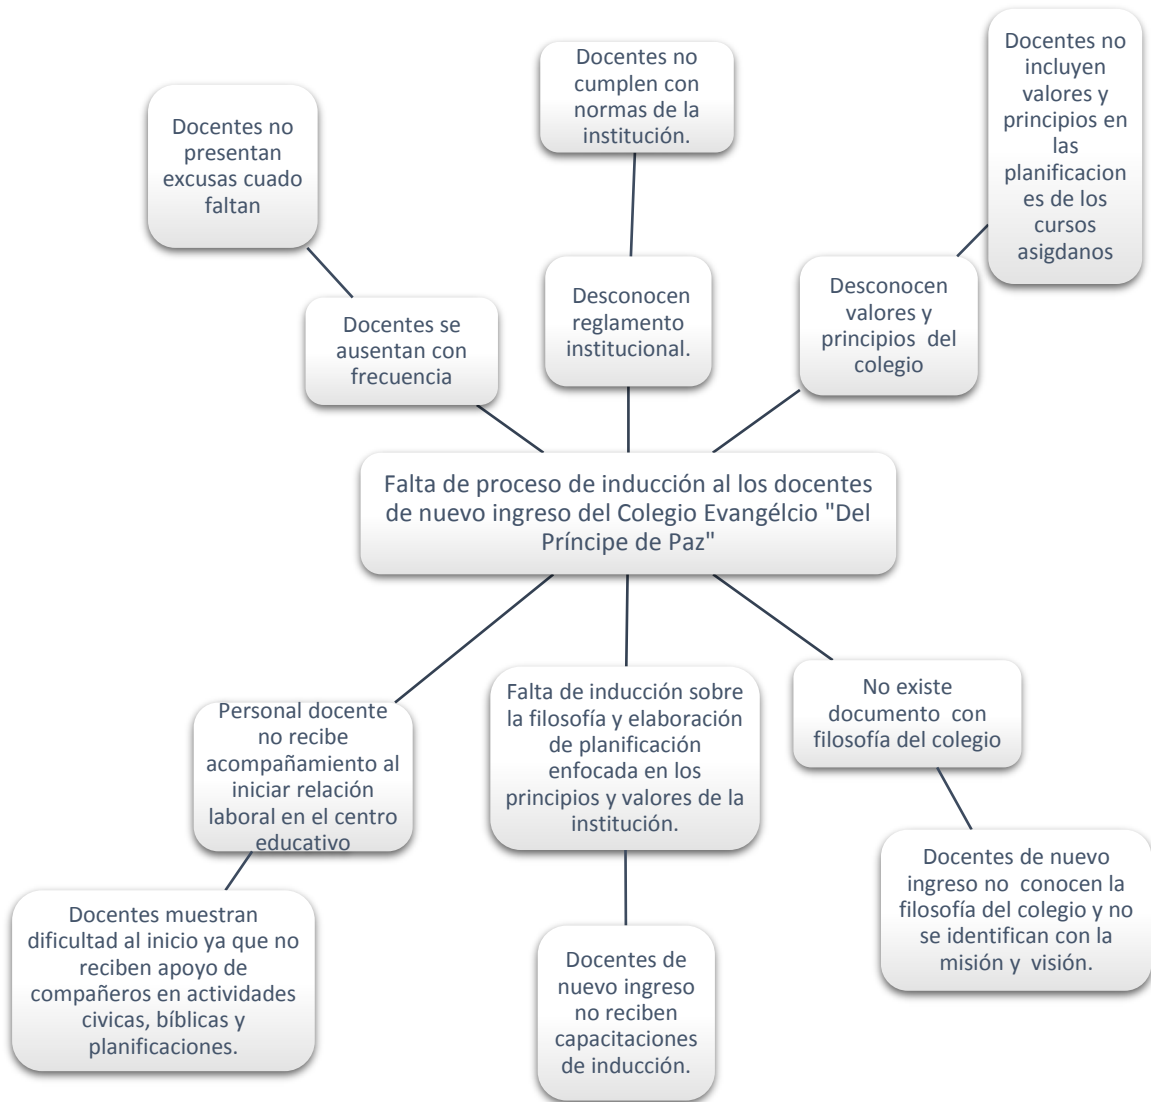 Docentes no
presentan
excusas cuado
faltan
Docentes no
cumplen con
normas de la
institución.
Docentes no
incluyen
valores y
principios en
las
planificacion
es de los
cursos
asigdanos
Docentes se
ausentan con
frecuencia
Desconocen
reglamento
institucional.
Desconocen
valores y
principios del
colegio
Falta de proceso de inducción al los docentes
de nuevo ingreso del Colegio Evangélcio "Del
Príncipe de Paz"
Personal docente
no recibe
acompañamiento al
iniciar relación
laboral en el centro
educativo
Falta de inducción sobre
la filosofía y elaboración
de planificación
enfocada en los
principios y valores de la
institución.
No existe
documento con
filosofía del colegio
Docentes muestran
dificultad al inicio ya que no
reciben apoyo de
compañeros en actividades
civicas, bíblicas y
planificaciones.
Docentes de
nuevo ingreso
no reciben
capacitaciones
de inducción.
Docentes de nuevo
ingreso no conocen la
filosofía del colegio y no
se identifican con la
misión y visión.